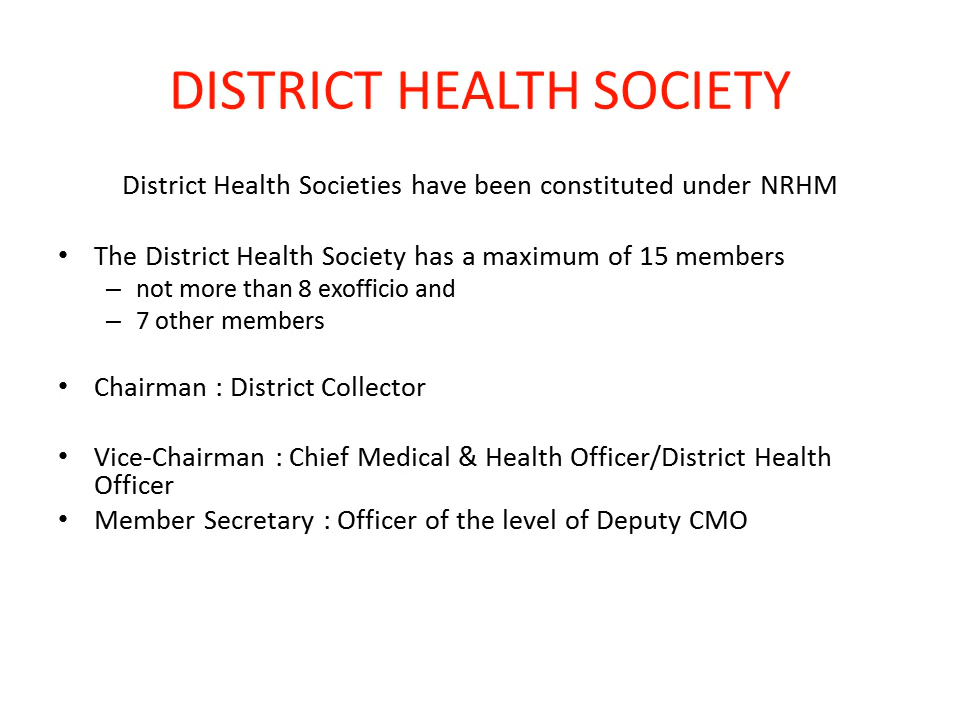 DISTRICT HEALTH SOCIETY
District Health Societies have been constituted under NRHM
• The District Health Society has a maximum of 15 members
– not more than 8 exofficio and
– 7 other members
• Chairman : District Collector
• Vice-Chairman : Chief Medical & Health Officer/District Health
Officer
• Member Secretary : Officer of the level of Deputy CMO